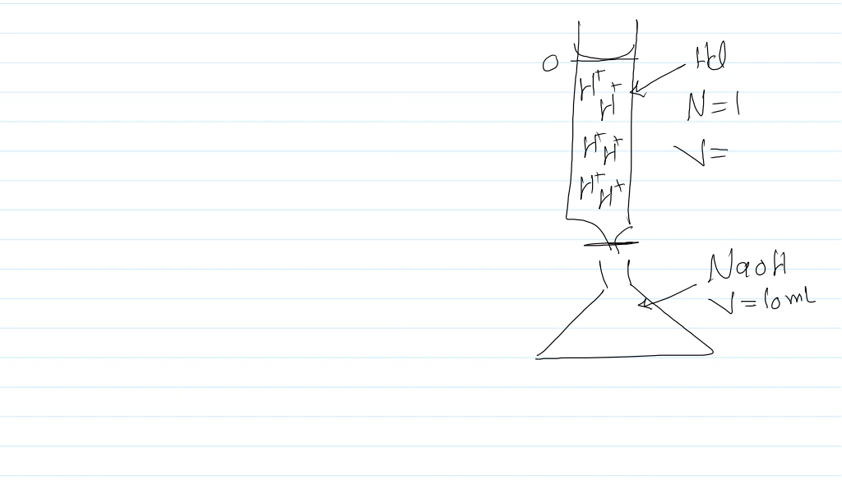 0
HCl
H⁺ H⁺
N=1
H⁺ H⁺
V=
H⁺ H⁺
NaOH
V=10mL